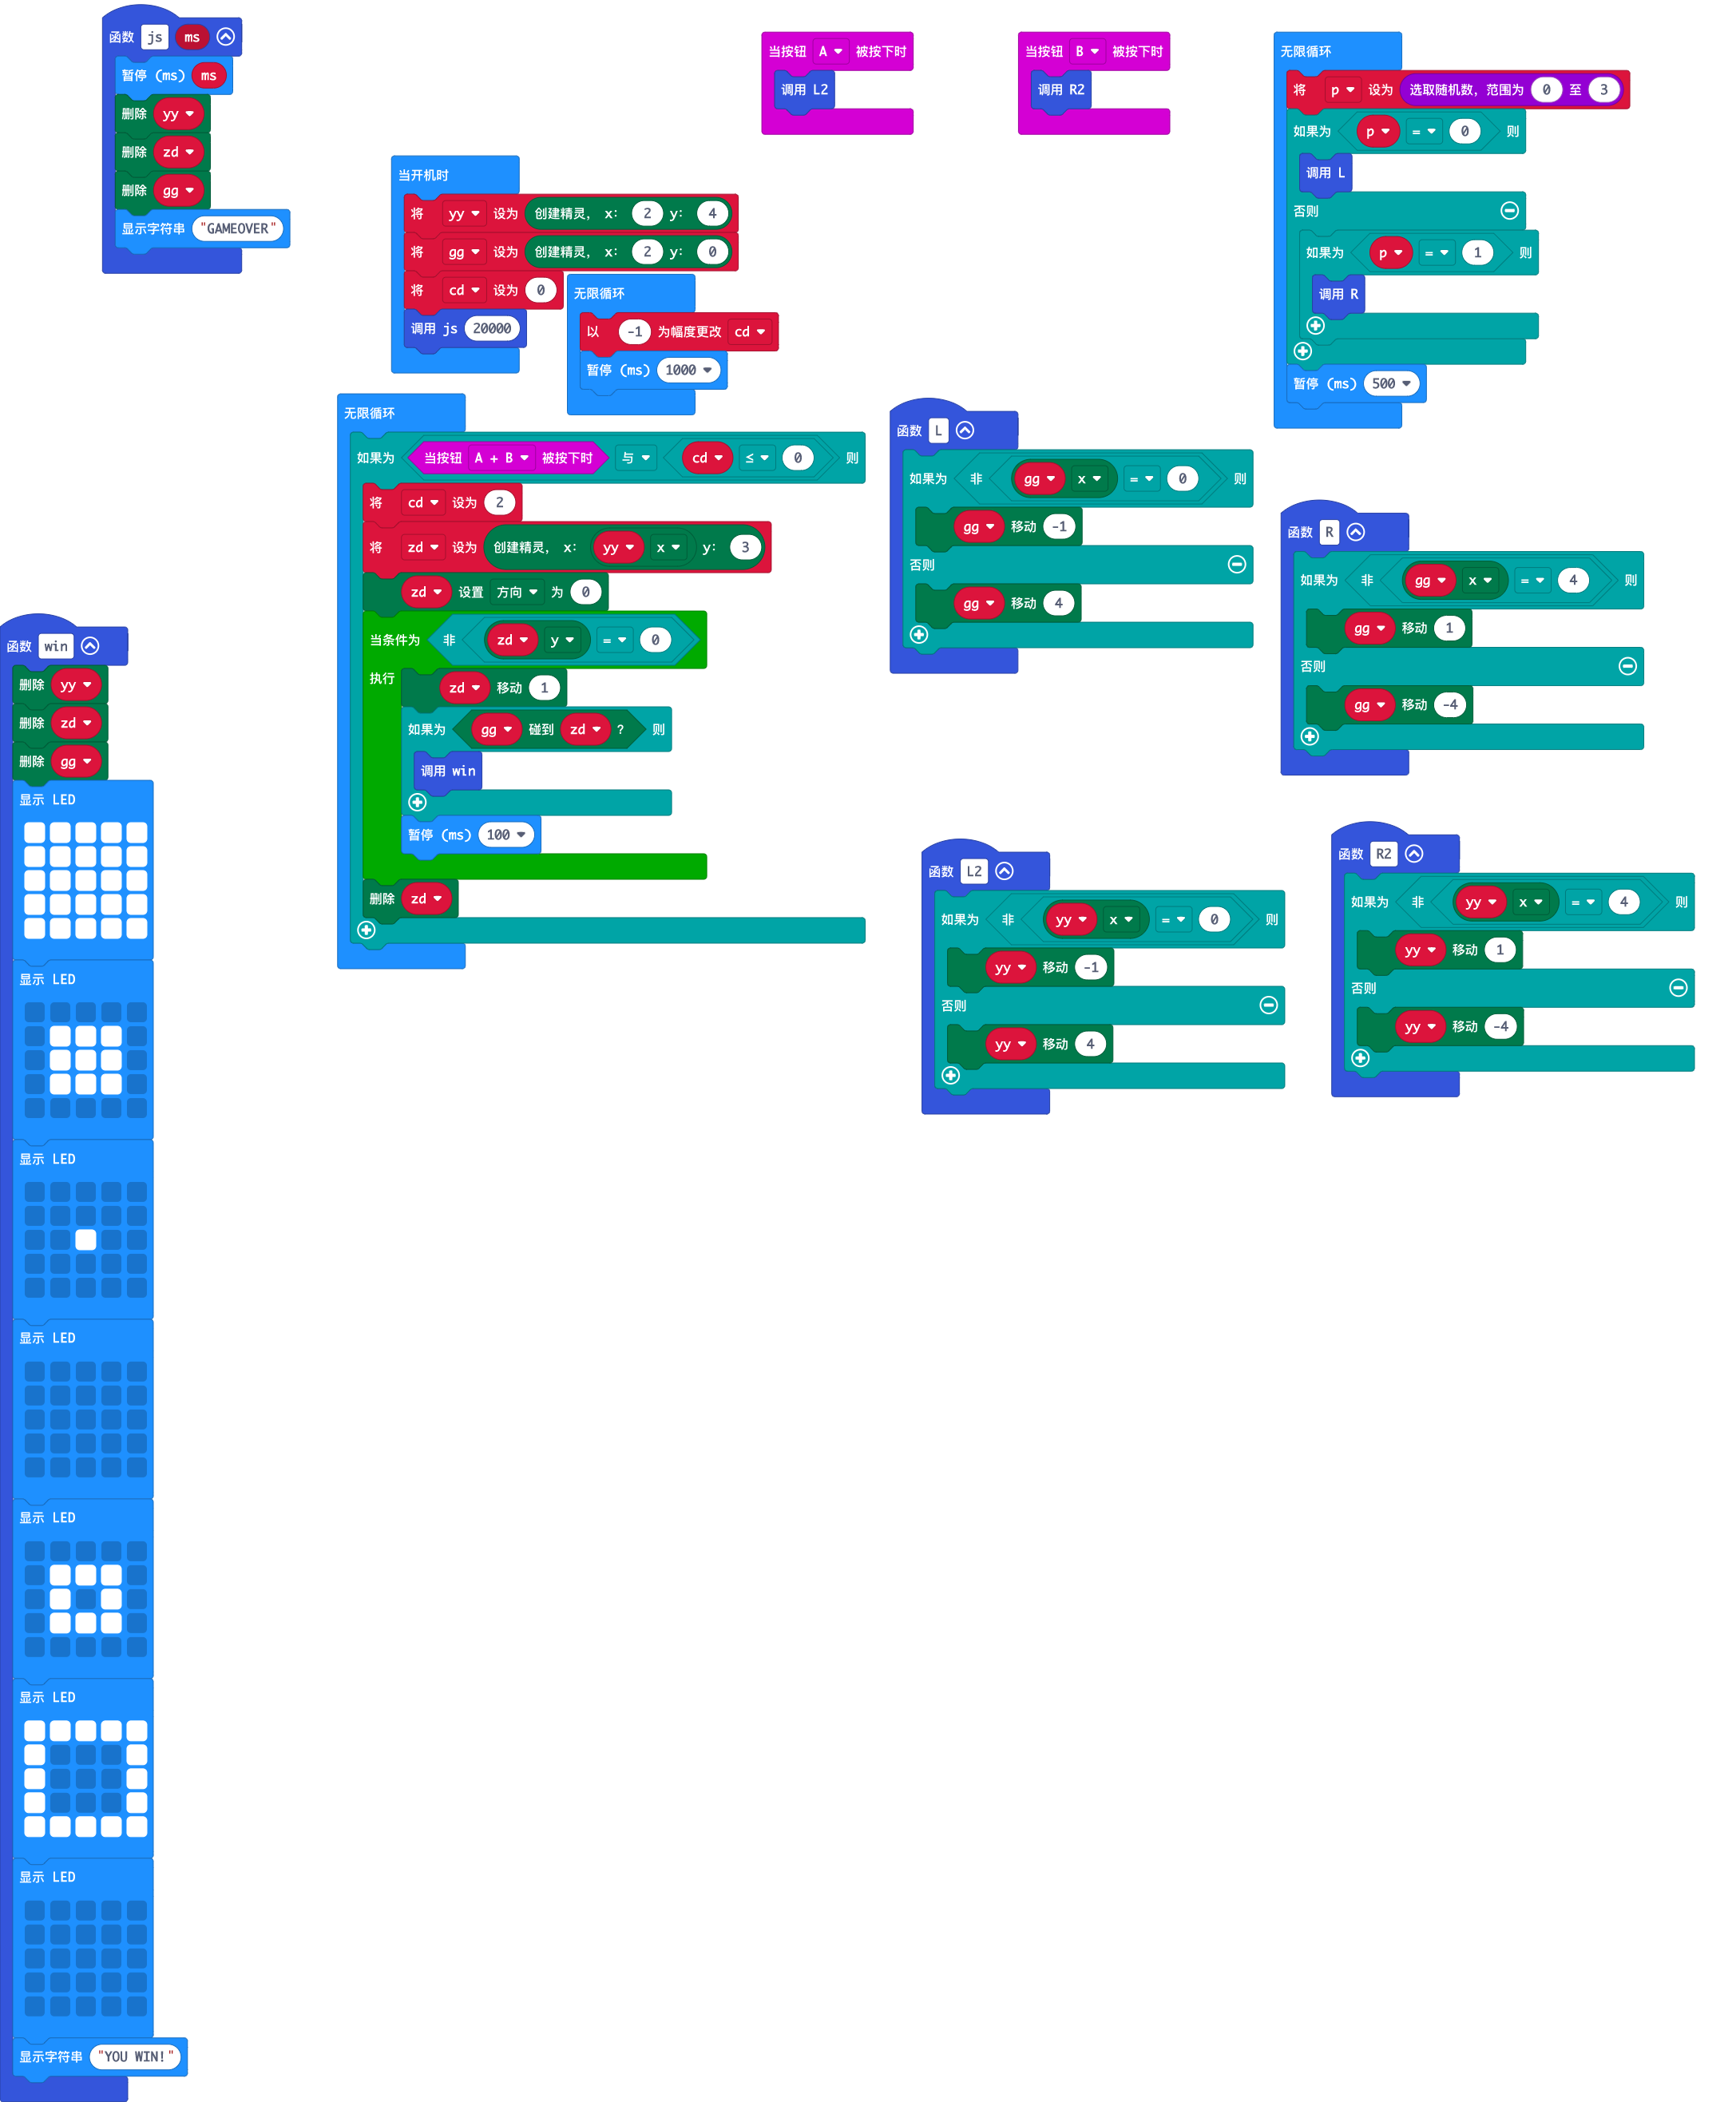 函数 js ms
暂停 (ms) ms
删除 yy
删除 zd
删除 gg
显示字符串 "GAMEOVER"
当按钮 A 被按下时
调用 L2
当按钮 B 被按下时
调用 R2
无限循环
将 p 设为 选取随机数，范围为 0 至 3
如果为 p = 0 则
调用 L
否则
如果为 p = 1 则
调用 R
暂停 (ms) 500
当开机时
将 yy 设为 创建精灵， x: 2 y: 4
将 gg 设为 创建精灵， x: 2 y: 0
将 cd 设为 0
调用 js 20000
无限循环
以 -1 为幅度更改 cd
暂停 (ms) 1000
无限循环
如果为 当按钮 A + B 被按下时 与 cd ≤ 0 则
将 cd 设为 2
将 zd 设为 创建精灵， x: yy x y: 3
zd 设置 方向 为 0
当条件为 非 zd y = 0
执行 zd 移动 1
如果为 gg 碰到 zd ? 则
调用 win
暂停 (ms) 100
删除 zd
函数 L
如果为 非 gg x = 0 则
gg 移动 -1
否则
gg 移动 4
函数 R
如果为 非 gg x = 4 则
gg 移动 1
否则
gg 移动 -4
函数 L2
如果为 非 yy x = 0 则
yy 移动 -1
否则
yy 移动 4
函数 R2
如果为 非 yy x = 4 则
yy 移动 1
否则
yy 移动 -4
函数 win
删除 yy
删除 zd
删除 gg
显示 LED
显示 LED
显示 LED
显示 LED
显示 LED
显示 LED
显示 LED
显示字符串 "YOU WIN!"